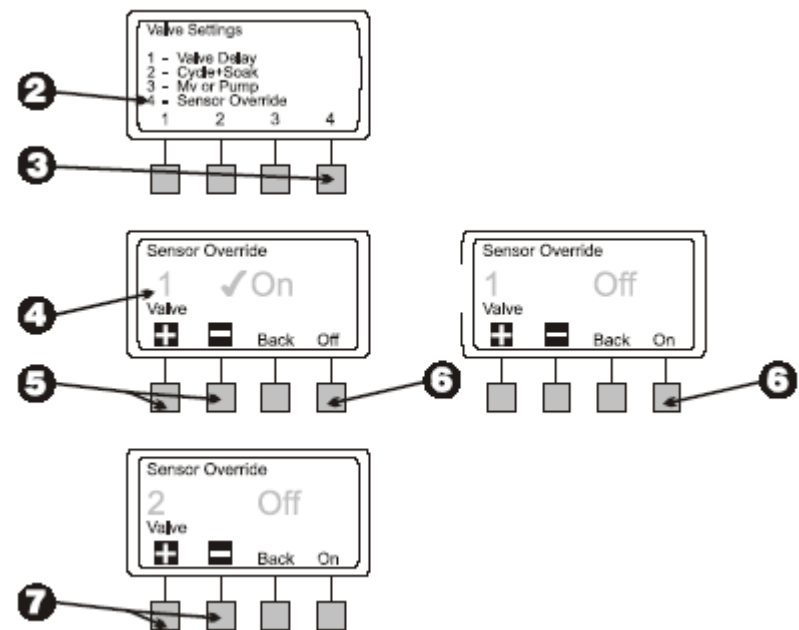 Valve Settings
1 - Valve Delay
2 - Cycle+Soak
3 - Mv or Pump
4 - Sensor Override
1 2 3 4
2
3
Sensor Override
1 ✓On
Valve
+ - Back Off
4
5
6
Sensor Override
1 Off
Valve
+ - Back On
6
Sensor Override
2 Off
Valve
+ - Back On
7